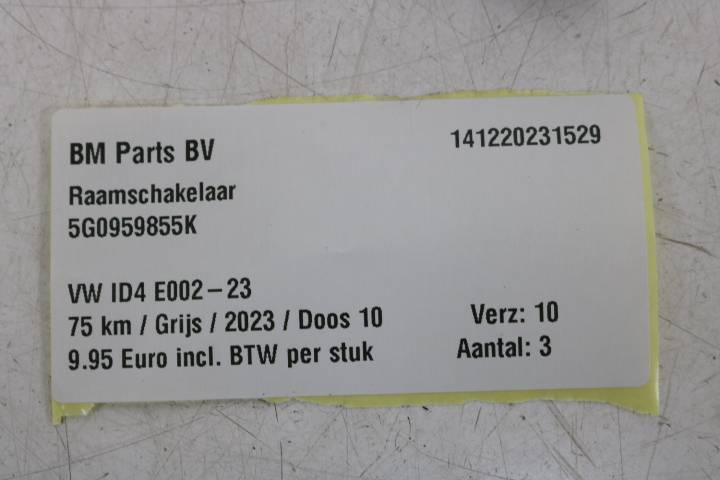 BM Parts BV
141220231529
Raamschakelaar
5G0959855K
VW ID4 E002-23
75 km / Grijs / 2023 / Doos 10
Verz: 10
9.95 Euro incl. BTW per stuk
Aantal: 3